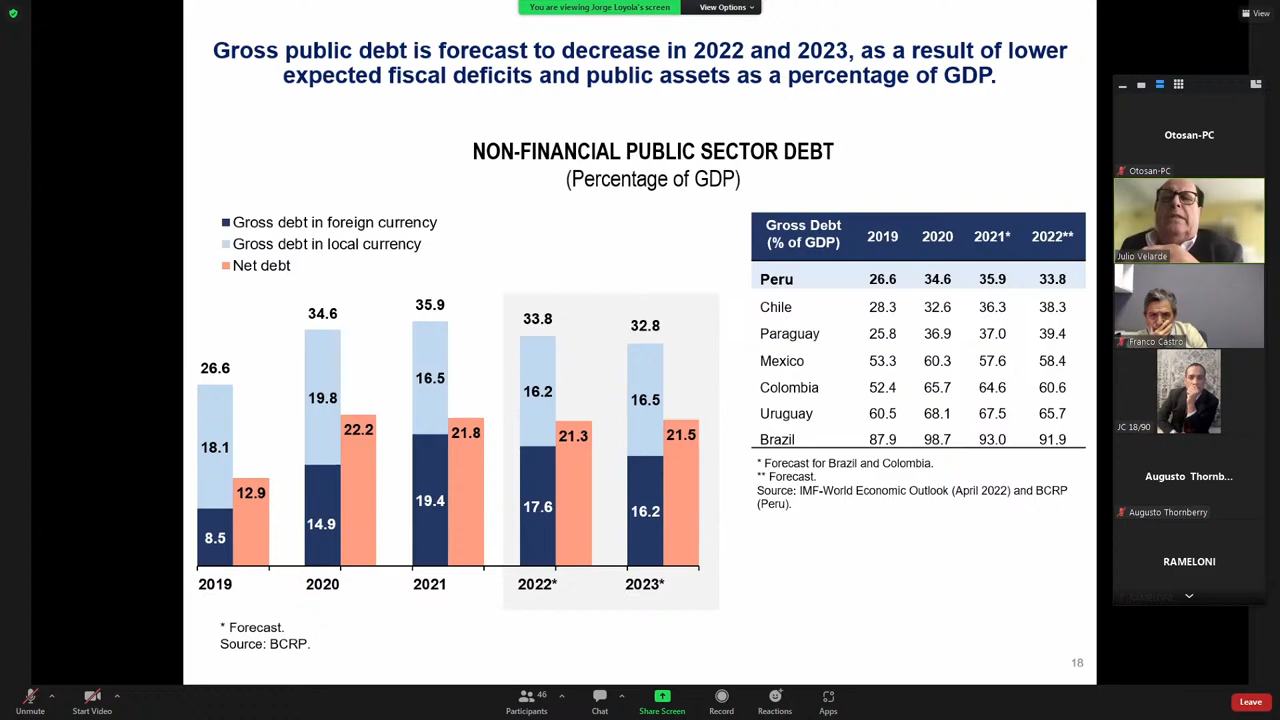 You are viewing Jorge Loyola's screen
View Options
View
Gross public debt is forecast to decrease in 2022 and 2023, as a result of lower
expected fiscal deficits and public assets as a percentage of GDP.
NON-FINANCIAL PUBLIC SECTOR DEBT
(Percentage of GDP)
Gross debt in foreign currency
Gross debt in local currency
Net debt
26.6
34.6
35.9
33.8
32.8
18.1
19.8
16.5
16.2
16.5
12.9
22.2
21.8
21.3
21.5
8.5
14.9
19.4
17.6
16.2
2019 2020 2021 2022* 2023*
* Forecast.
Source: BCRP.
Gross Debt
(% of GDP) 2019 2020 2021* 2022**
Peru 26.6 34.6 35.9 33.8
Chile 28.3 32.6 36.3 38.3
Paraguay 25.8 36.9 37.0 39.4
Mexico 53.3 60.3 57.6 58.4
Colombia 52.4 65.7 64.6 60.6
Uruguay 60.5 68.1 67.5 65.7
Brazil 87.9 98.7 93.0 91.9
* Forecast for Brazil and Colombia.
** Forecast.
Source: IMF-World Economic Outlook (April 2022) and BCRP
(Peru).
18
Otosan-PC
Otosan-PC
Julio Velarde
Franco Castro
JC 18/90
Augusto Thornb...
Augusto Thornberry
RAMELONI
Unmute
Start Video
46
Participants
Chat
Share Screen
Record
Reactions
Apps
Leave